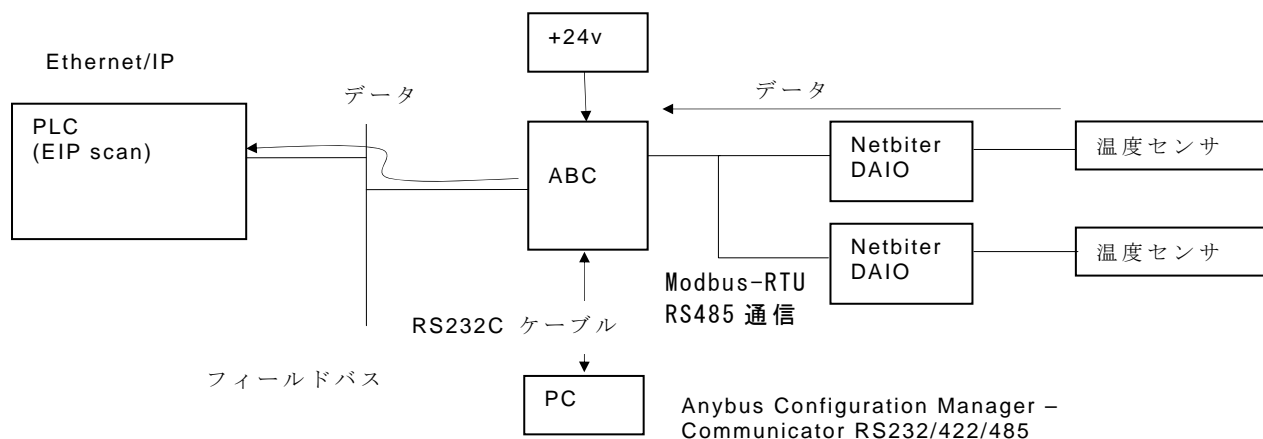 +24v
Ethernet/IP
データ
データ
PLC
(EIP scan)
ABC
Netbiter
DAIO
温度センサ
Netbiter
DAIO
温度センサ
Modbus-RTU
RS485 通信
RS232C ケーブル
フィールドバス
PC
Anybus Configuration Manager –
Communicator RS232/422/485